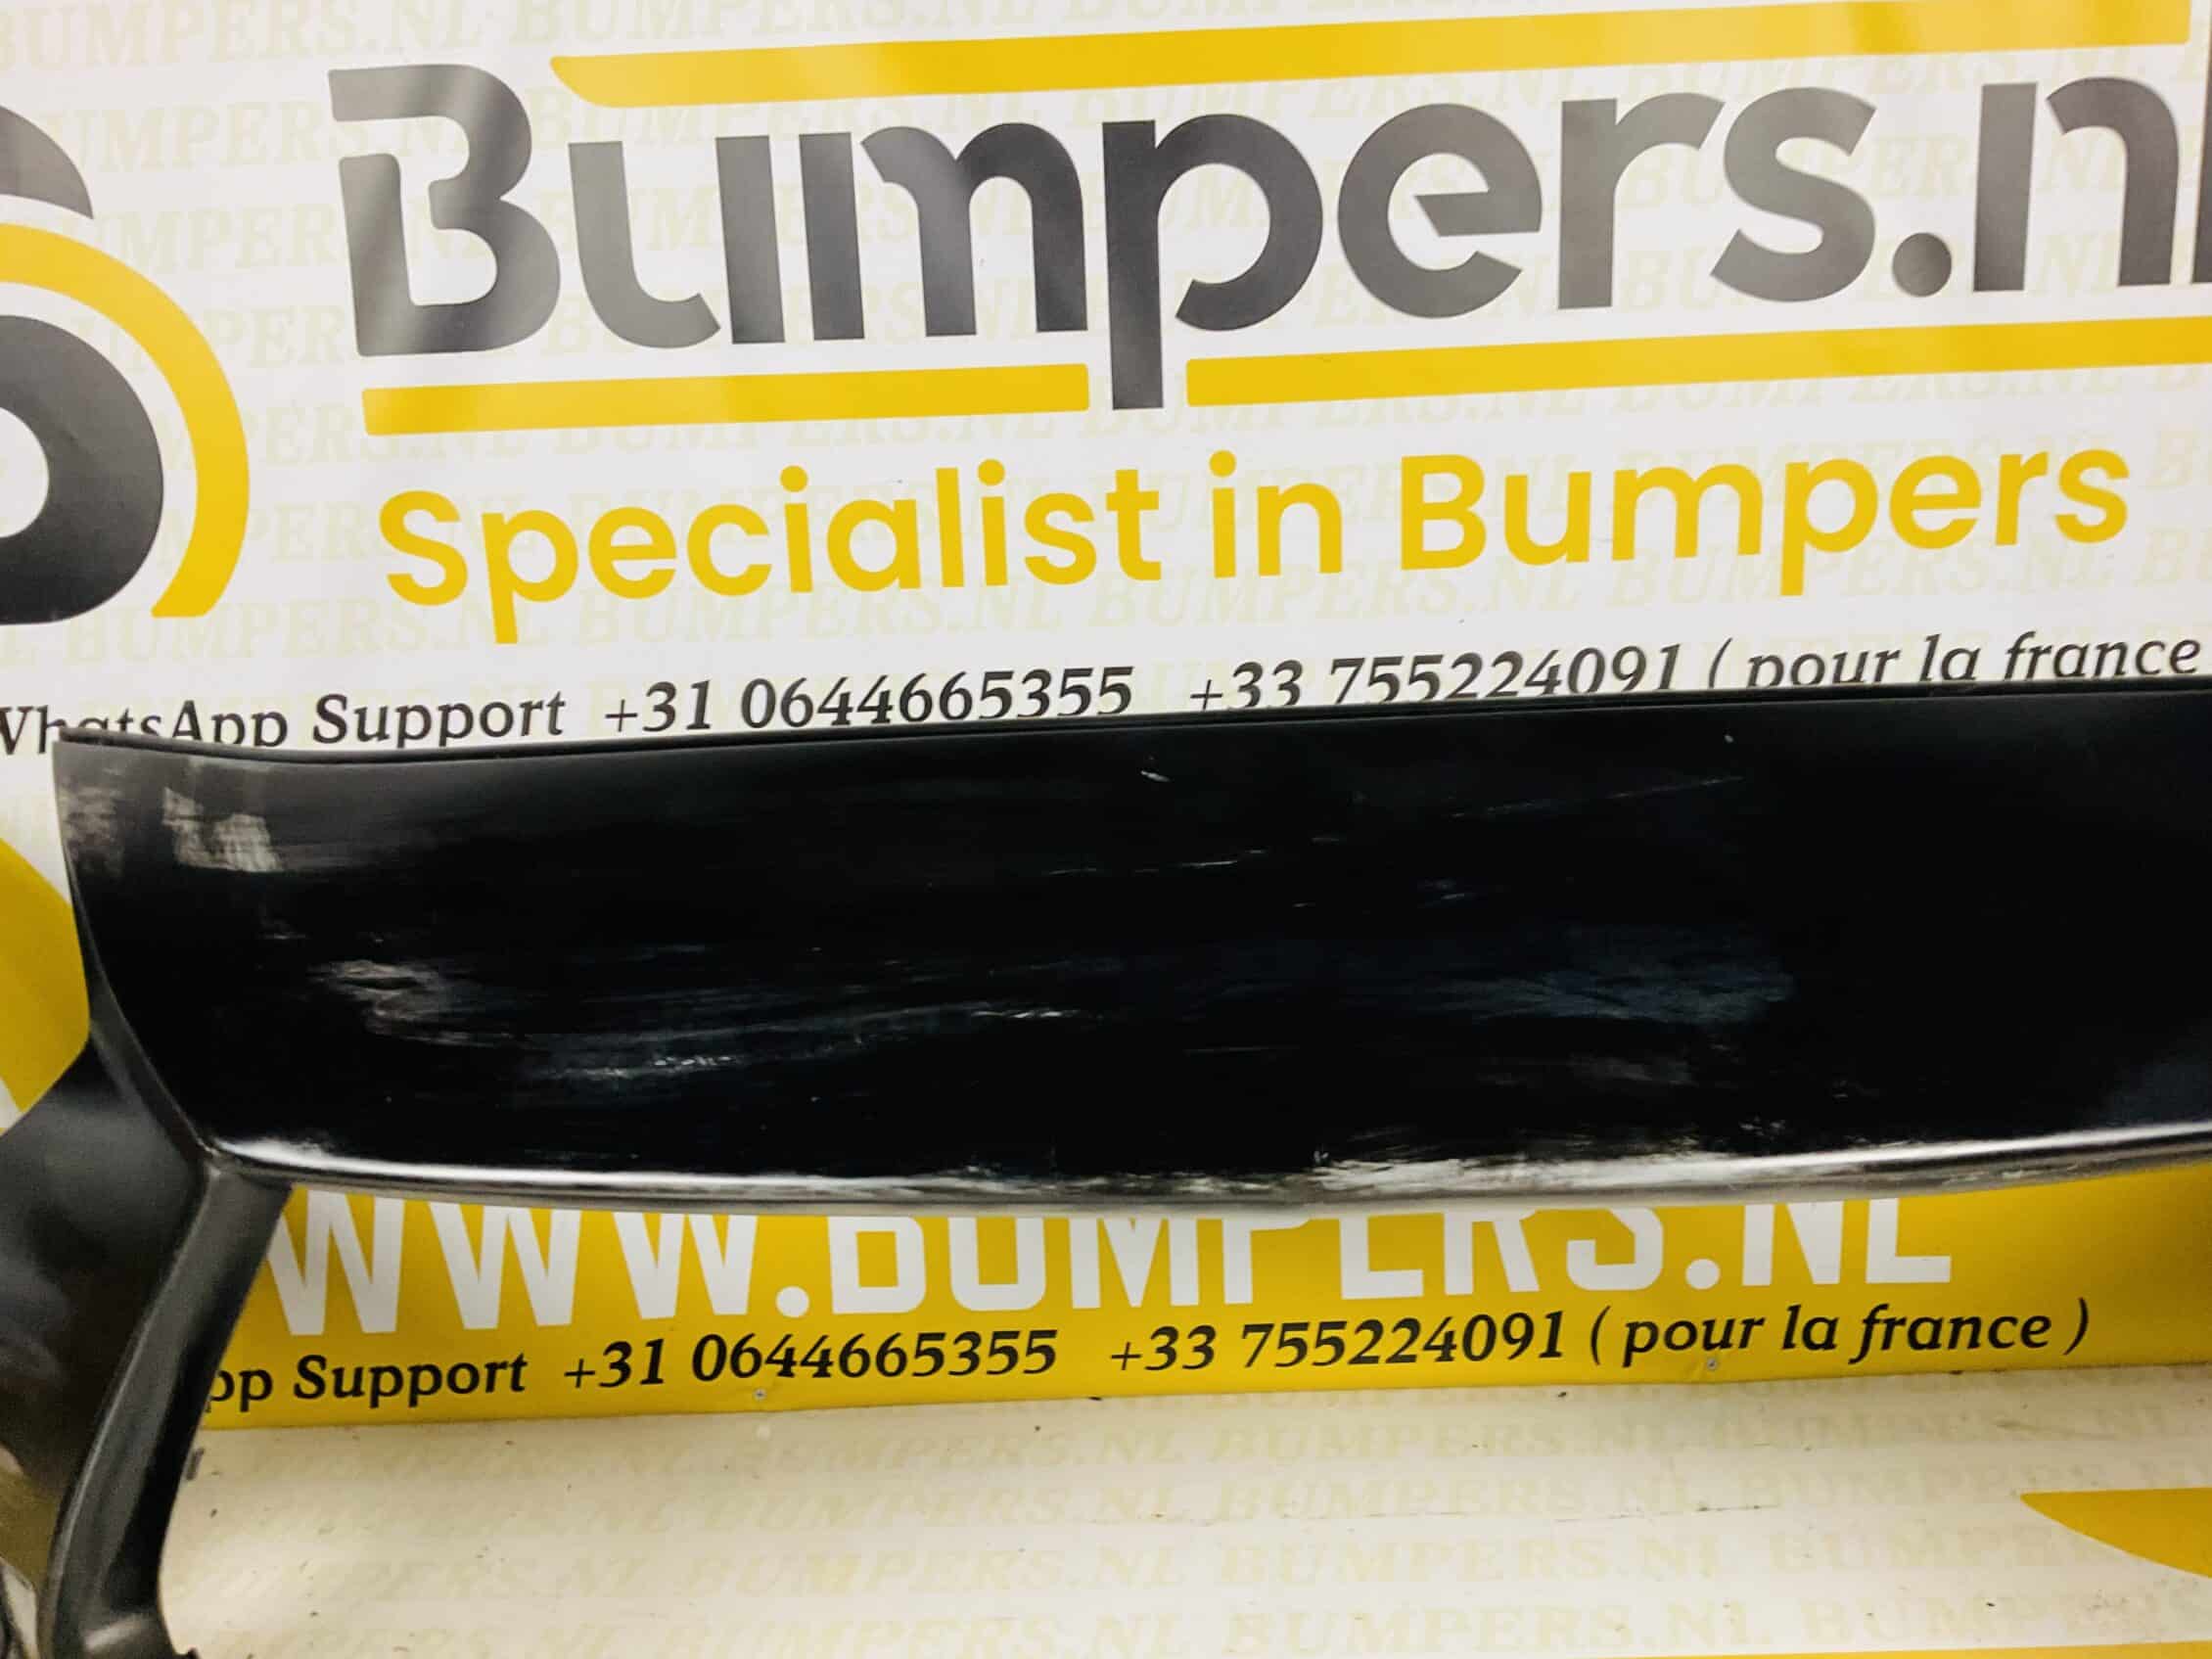 Bumpers.nl
Specialist in Bumpers
WhatsApp Support +31 0644665355 +33 755224091 ( pour la france
WWW.BUMPERS.NL
pp Support +31 0644665355 +33 755224091 ( pour la france )